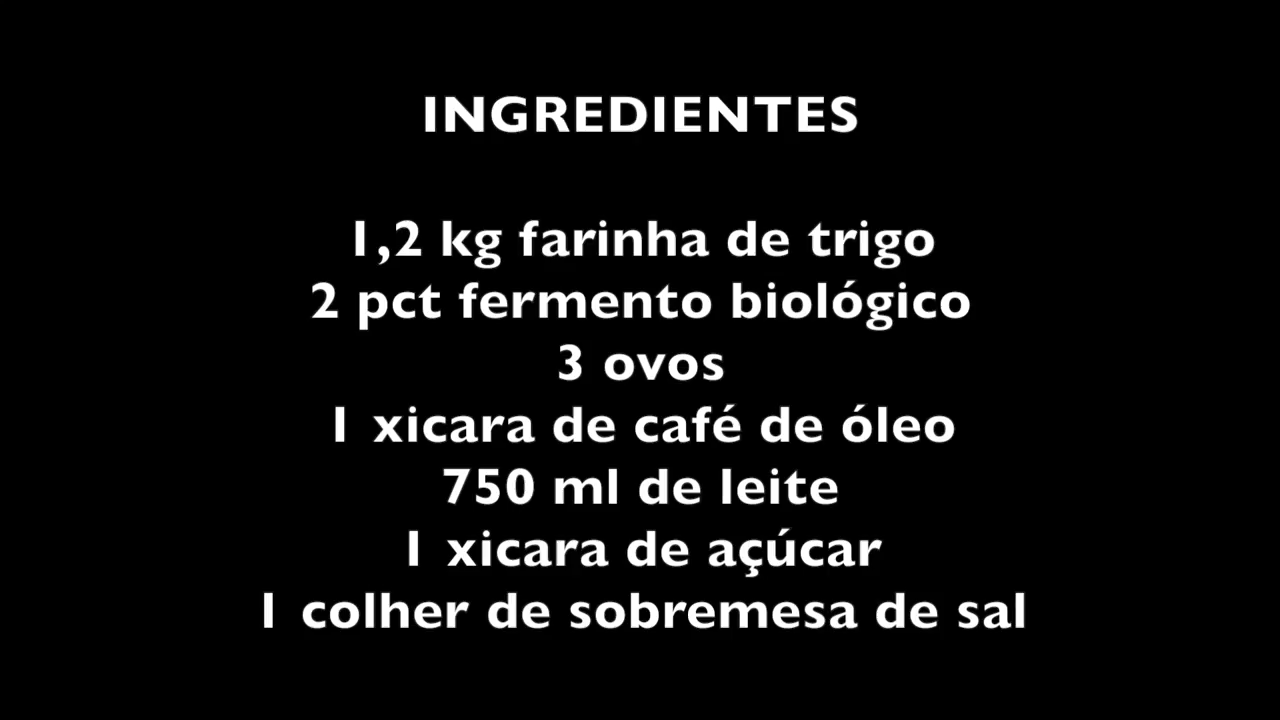 INGREDIENTES
1,2 kg farinha de trigo
2 pct fermento biológico
3 ovos
1 xicara de café de óleo
750 ml de leite
1 xicara de açúcar
1 colher de sobremesa de sal